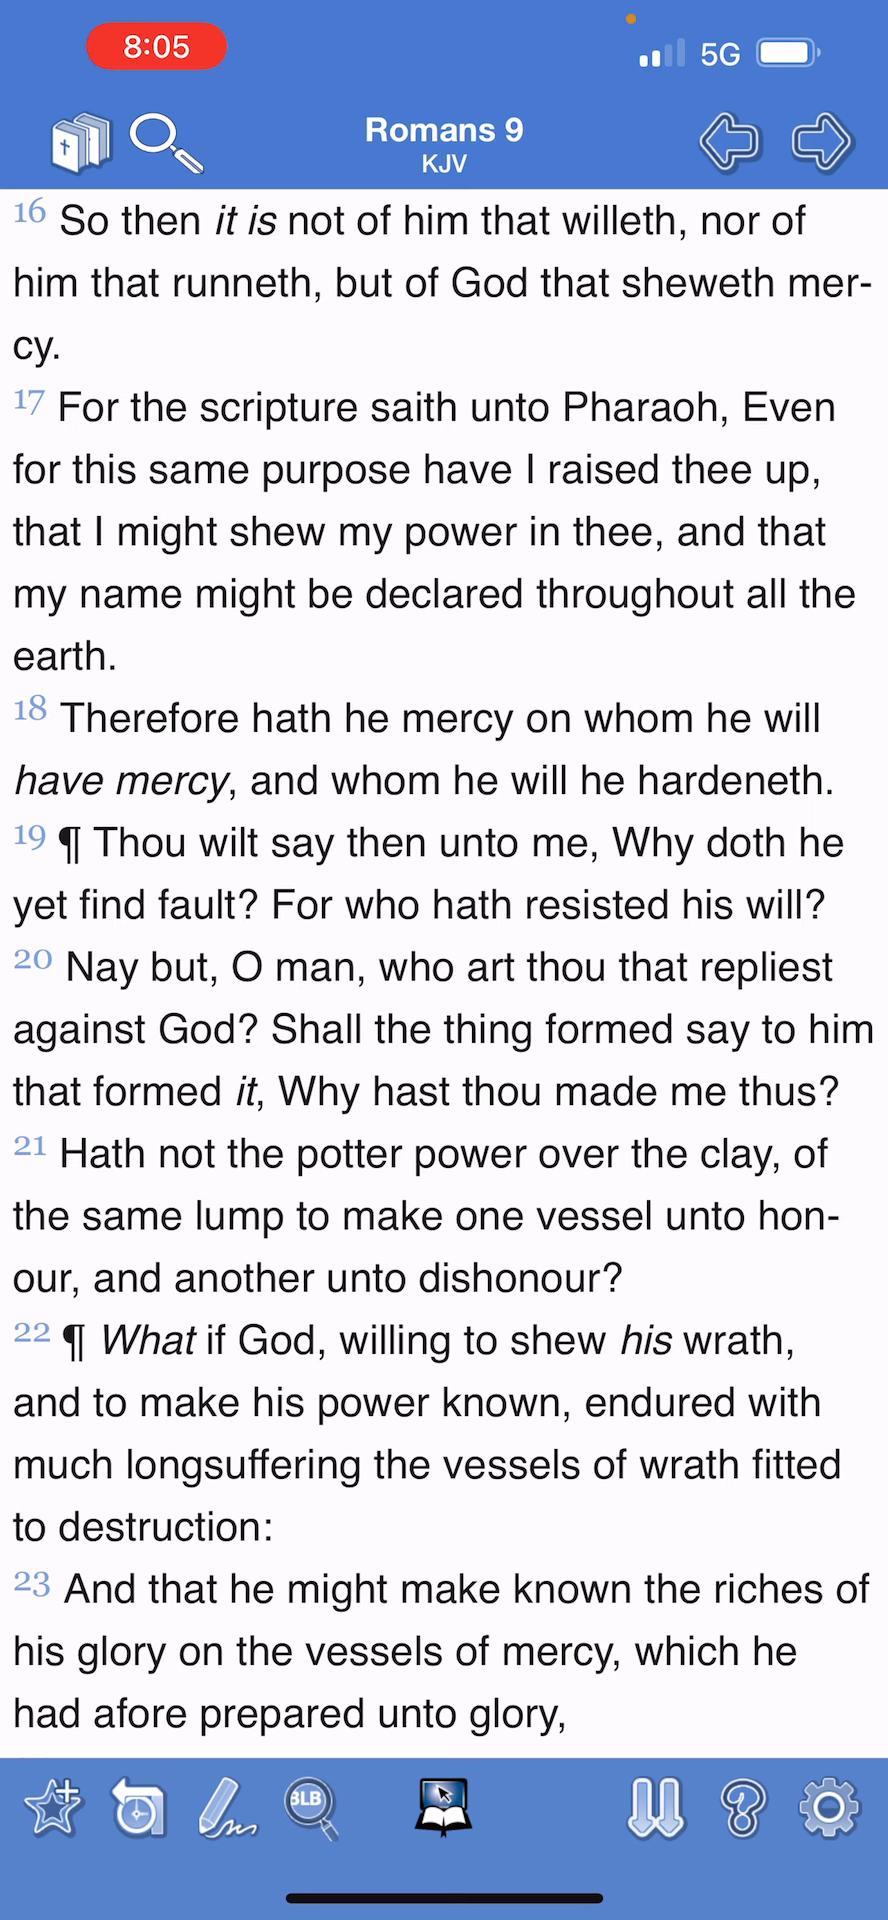 8:05
5G
Romans 9
KJV
16 So then it is not of him that willeth, nor of
him that runneth, but of God that sheweth mer-
cy.
17 For the scripture saith unto Pharaoh, Even
for this same purpose have I raised thee up,
that I might shew my power in thee, and that
my name might be declared throughout all the
earth.
18 Therefore hath he mercy on whom he will
have mercy, and whom he will he hardeneth.
19 ¶ Thou wilt say then unto me, Why doth he
yet find fault? For who hath resisted his will?
20 Nay but, O man, who art thou that repliest
against God? Shall the thing formed say to him
that formed it, Why hast thou made me thus?
21 Hath not the potter power over the clay, of
the same lump to make one vessel unto hon-
our, and another unto dishonour?
22 ¶ What if God, willing to shew his wrath,
and to make his power known, endured with
much longsuffering the vessels of wrath fitted
to destruction:
23 And that he might make known the riches of
his glory on the vessels of mercy, which he
had afore prepared unto glory,
BLB